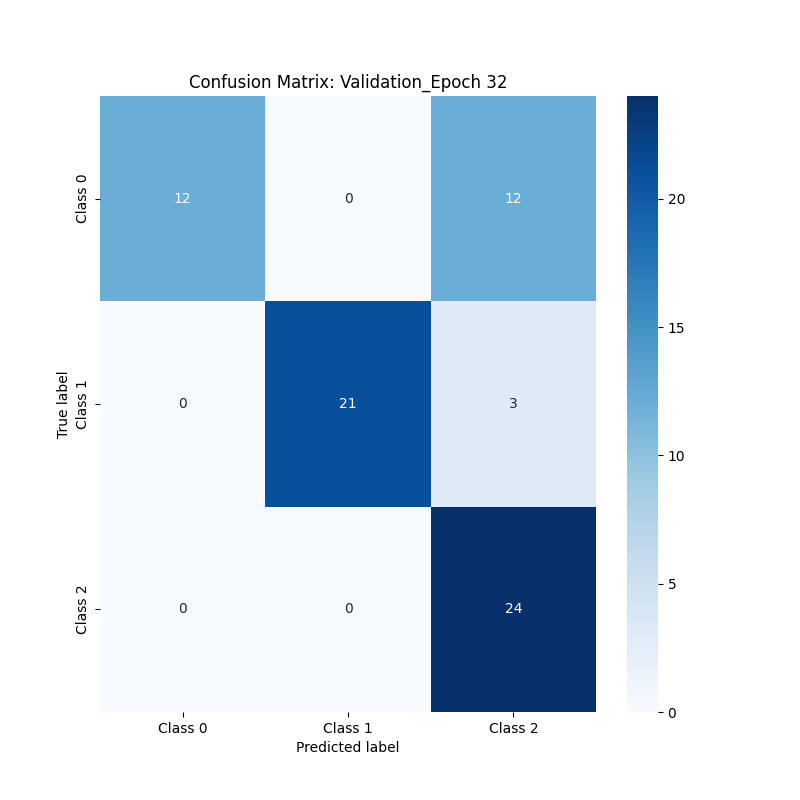 Confusion Matrix: Validation_Epoch 32
True label
Class 0
12
0
12
Class 1
0
21
3
Class 2
0
0
24
Class 0
Class 1
Class 2
Predicted label
20
15
10
5
0